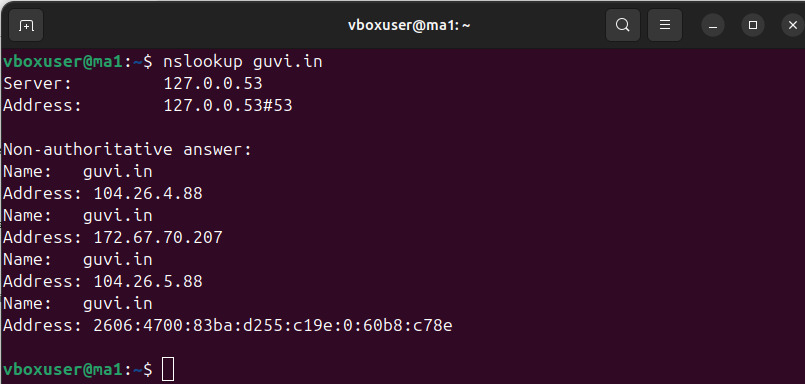 vboxuser@ma1: ~
vboxuser@ma1:~$ nslookup guvi.in
Server:         127.0.0.53
Address:        127.0.0.53#53

Non-authoritative answer:
Name:   guvi.in
Address: 104.26.4.88
Name:   guvi.in
Address: 172.67.70.207
Name:   guvi.in
Address: 104.26.5.88
Name:   guvi.in
Address: 2606:4700:83ba:d255:c19e:0:60b8:c78e

vboxuser@ma1:~$